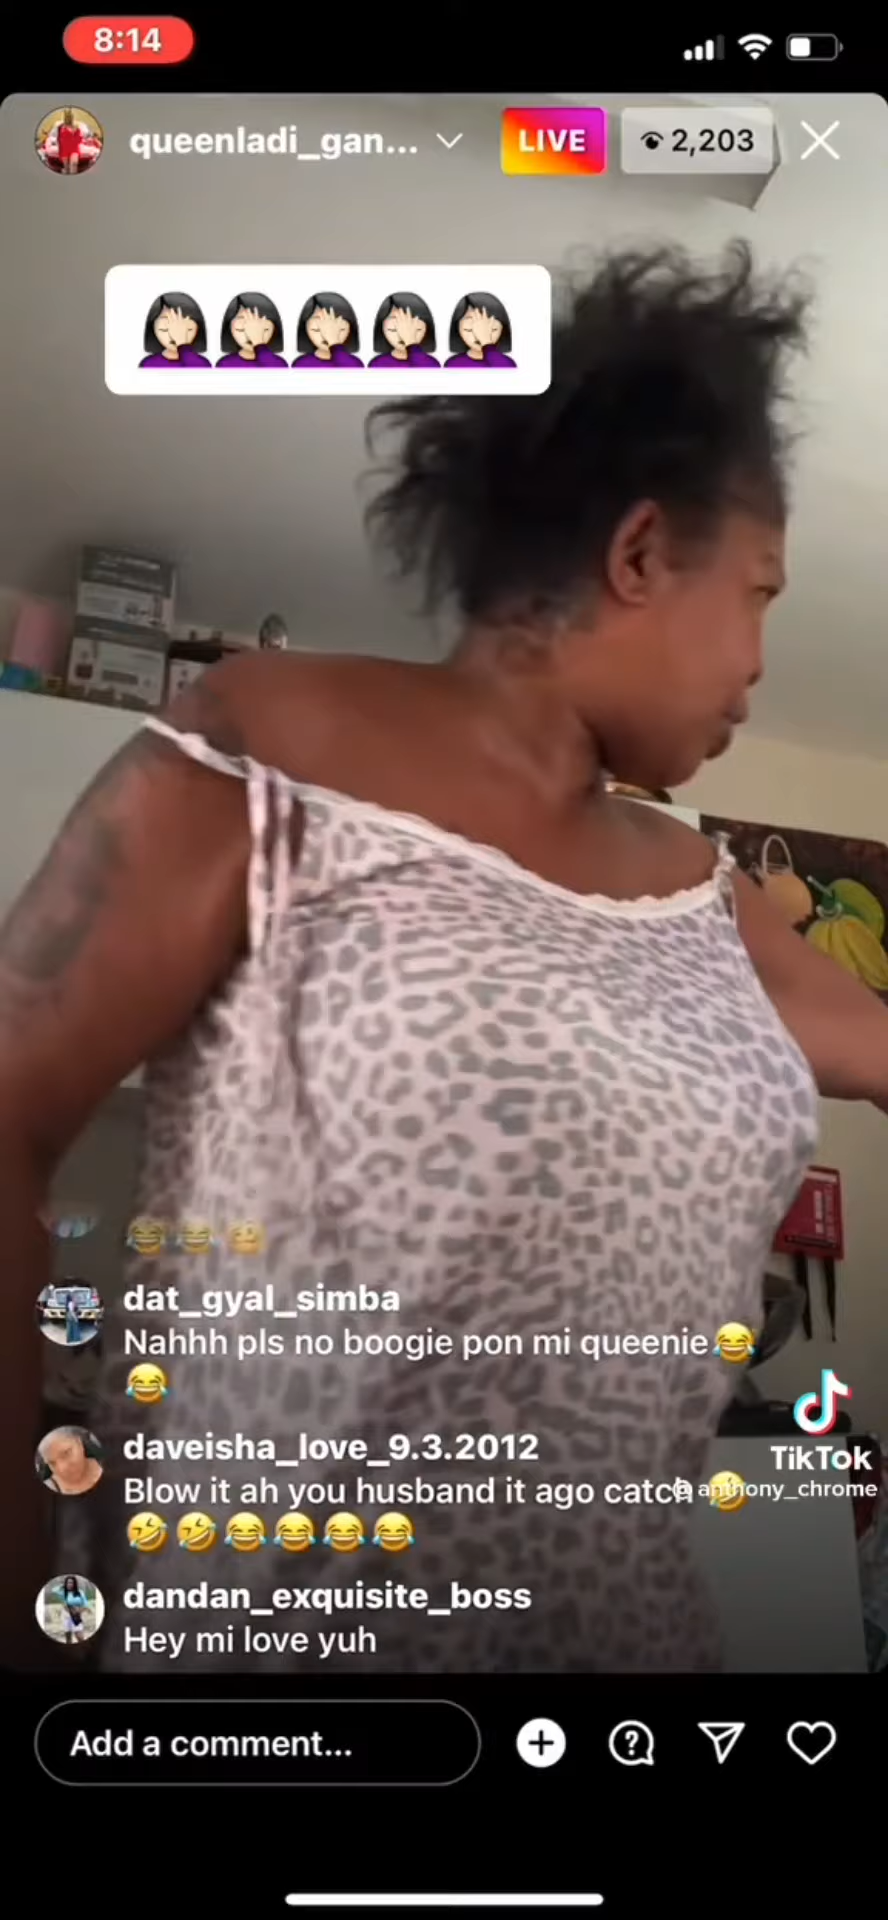 8:14
queenladi_gan...
LIVE
2,203
🤦🏻‍♀️🤦🏻‍♀️🤦🏻‍♀️🤦🏻‍♀️🤦🏻‍♀️
dat_gyal_simba
Nahhh pls no boogie pon mi queenie😂
😂
daveisha_love_9.3.2012
Blow it ah you husband it ago catch 🤣
🤣🤣😂😂😂😂
dandan_exquisite_boss
Hey mi love yuh
TikTok
@anthony_chrome
Add a comment...